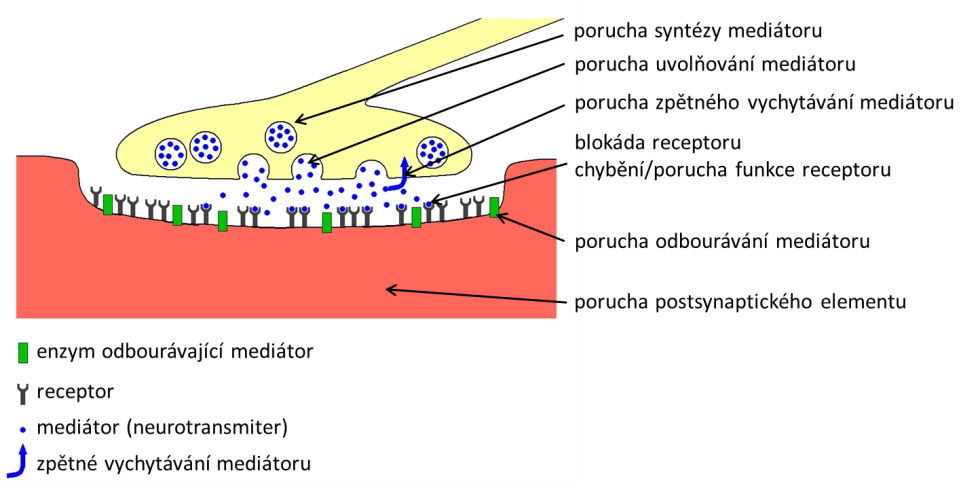 porucha syntézy mediátoru
porucha uvolňování mediátoru
porucha zpětného vychytávání mediátoru
blokáda receptoru
chybění/porucha funkce receptoru
porucha odbourávání mediátoru
porucha postsynaptického elementu
enzym odbourávající mediátor
receptor
mediátor (neurotransmiter)
zpětné vychytávání mediátoru